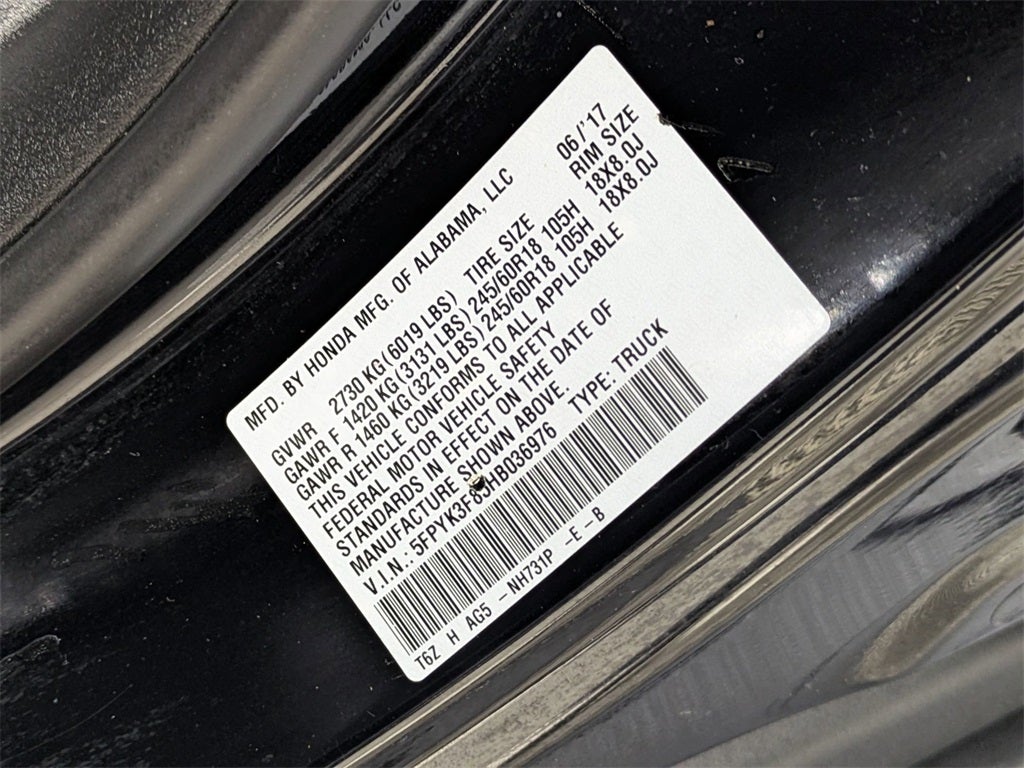 MFD. BY HONDA MFG. OF ALABAMA, LLC 06/'17
GVWR 2730 KG(6019 LBS) TIRE SIZE RIM SIZE
GAWR F 1420 KG(3131 LBS) 245/60R18 105H 18X8.0J
GAWR R 1460 KG(3219 LBS) 245/60R18 105H 18X8.0J
THIS VEHICLE CONFORMS TO ALL APPLICABLE
FEDERAL MOTOR VEHICLE SAFETY
STANDARDS IN EFFECT ON THE DATE OF
MANUFACTURE SHOWN ABOVE.
V.I.N.: 5FPYK3F85HB036976 TYPE: TRUCK
T6Z H AG5 -NH731P -E-B